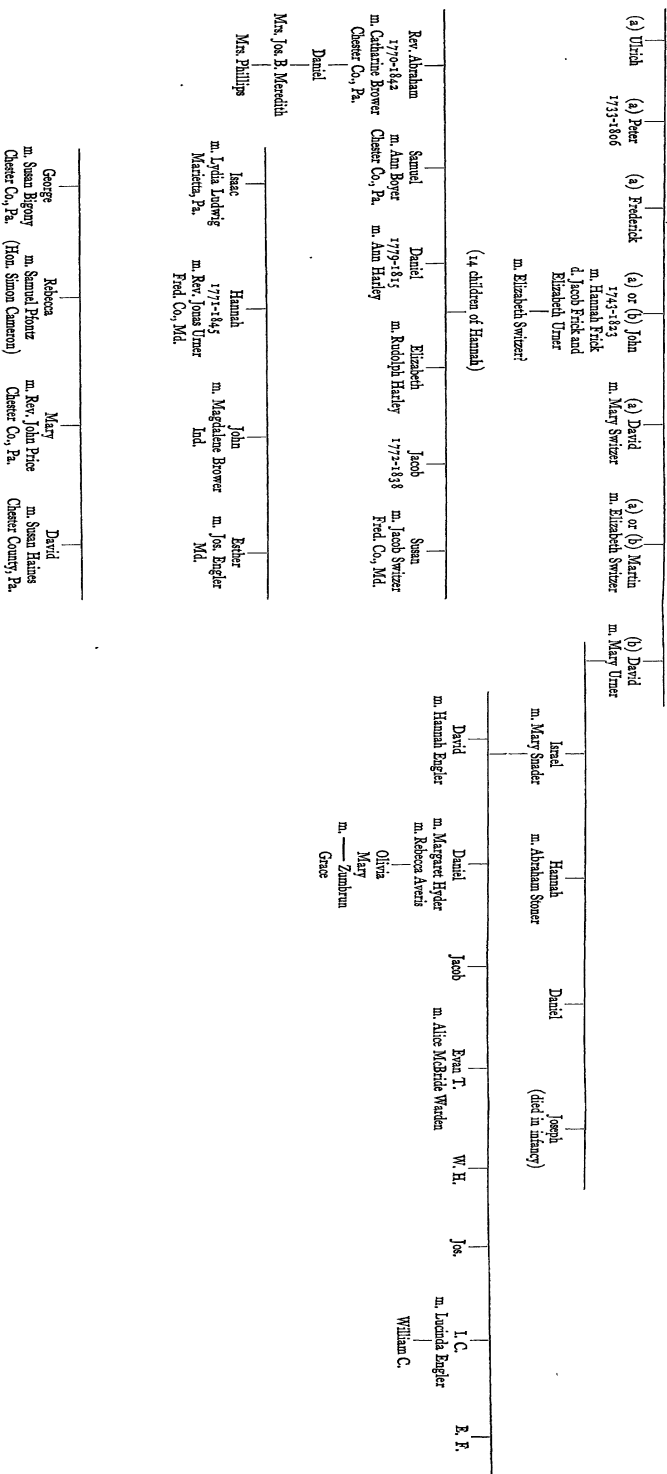 (a) Ulrich
(a) Peter
1733-1806
(a) Frederick
(a) or (b) John
1743-1823
m. Hannah Frick
d. Jacob Frick and
Elizabeth Urner
m. Elizabeth Switzer?
(a) David
m. Mary Switzer
(a) or (b) Martin
m. Elizabeth Switzer
(b) David
m. Mary Urner
(14 children of Hannah)
Rev. Abraham
1770-1842
m. Catharine Brower
Chester Co., Pa.
Daniel
Mrs. Jos. B. Meredith
Mrs. Phillips
Samuel
m. Ann Boyer
Chester Co., Pa.
Daniel
1779-1815
m. Ann Harley
Elizabeth
m. Rudolph Harley
Jacob
1772-1838
Susan
m. Jacob Switzer
Fred. Co., Md.
Isaac
m. Lydia Ludwig
Marietta, Pa.
Hannah
1771-1845
m. Rev. Jonas Urner
Fred. Co., Md.
John
m. Magdalene Brower
Ind.
Esther
m. Jos. Engler
Md.
George
m. Susan Bigony
Chester Co., Pa.
Rebecca
m. Samuel Pfontz
(Hon. Simon Cameron)
Mary
m. Rev. John Price
Chester Co., Pa.
David
m. Susan Haines
Chester County, Pa.
Israel
m. Mary Snader
Hannah
m. Abraham Stoner
Daniel
Joseph
(died in infancy)
David
m. Hannah Engler
Daniel
m. Margaret Hyder
m. Rebecca Averis
Olivia
Mary
m. — Zumbrun
Grace
Jacob
Evan T.
m. Alice McBride Warden
W. H.
Jos.
I. C.
m. Lucinda Engler
William C.
E. F.